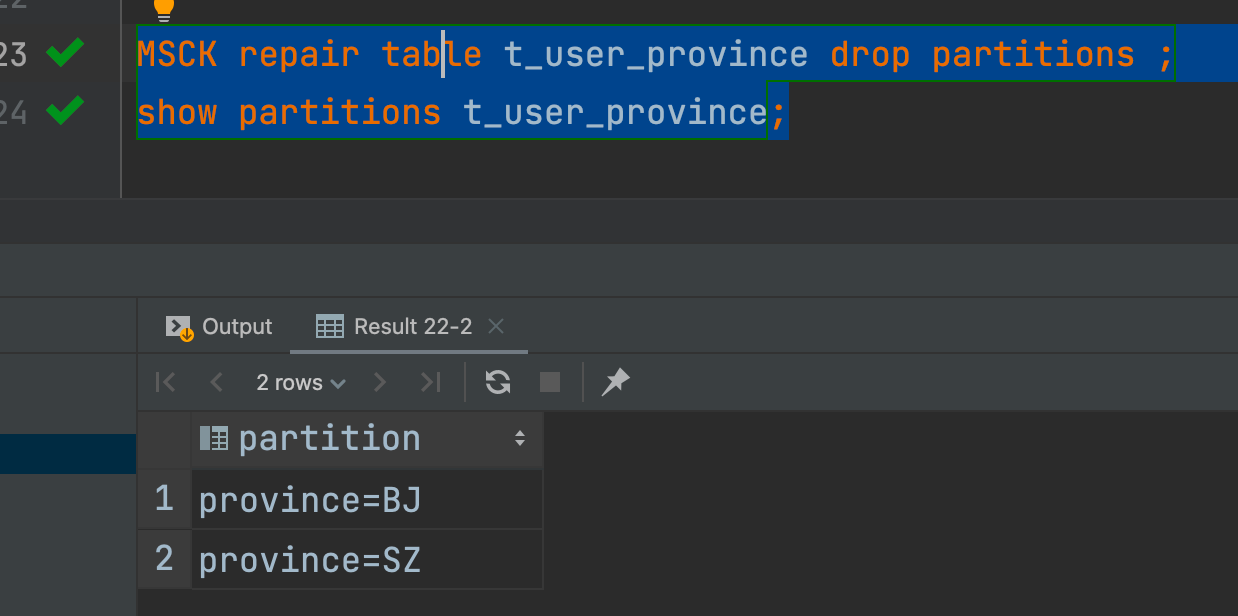 23 MSCK repair table t_user_province drop partitions ;
24 show partitions t_user_province;
Output Result 22-2
2 rows
partition
1 province=BJ
2 province=SZ